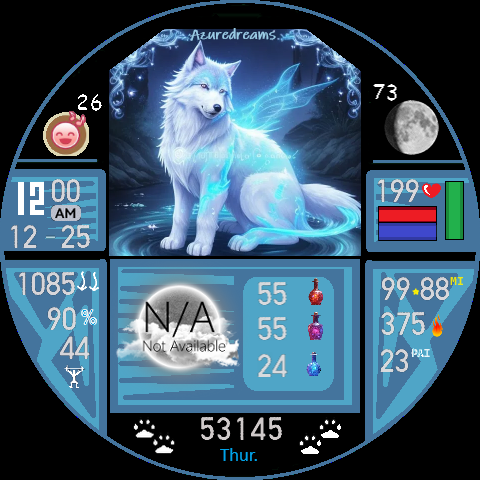 Azuredreams
26
73
12 00
AM
12 - 25
199
1085
90 %
44
N/A
Not Available
55
55
24
99 88 MI
375
23 PAI
53145
Thur.